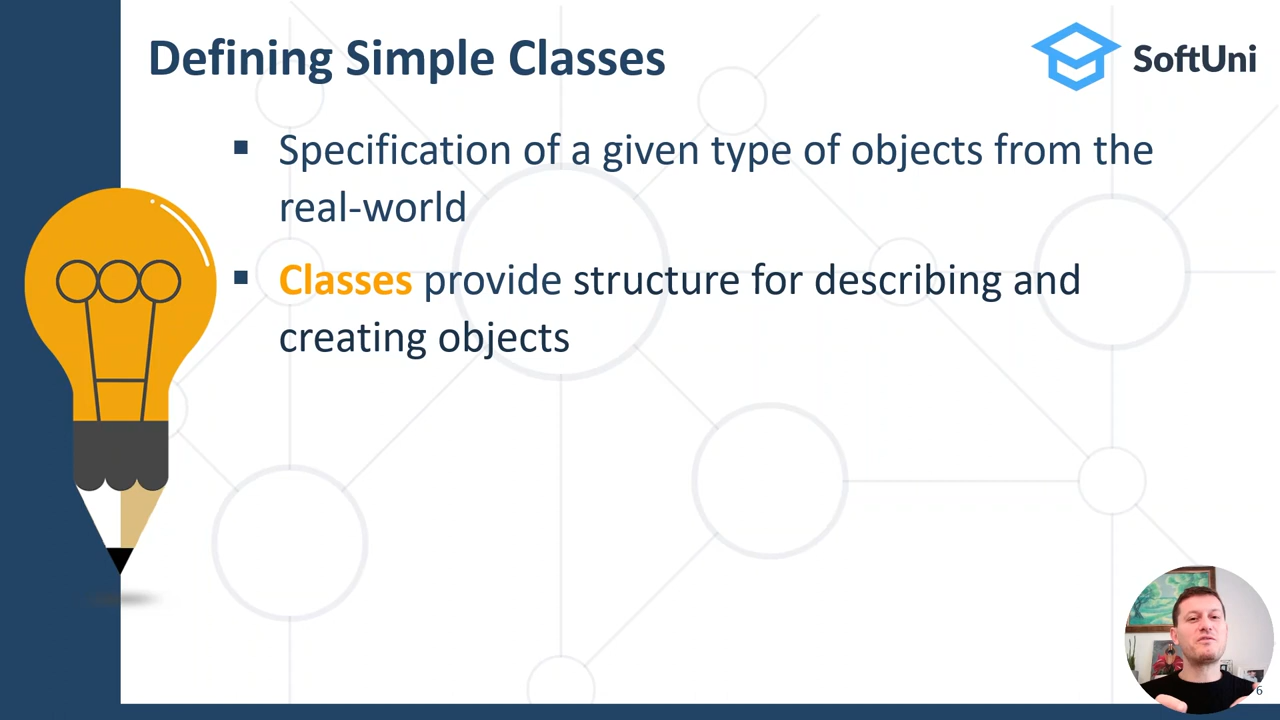 Defining Simple Classes
SoftUni
▪ Specification of a given type of objects from the
real-world
▪ Classes provide structure for describing and
creating objects
6